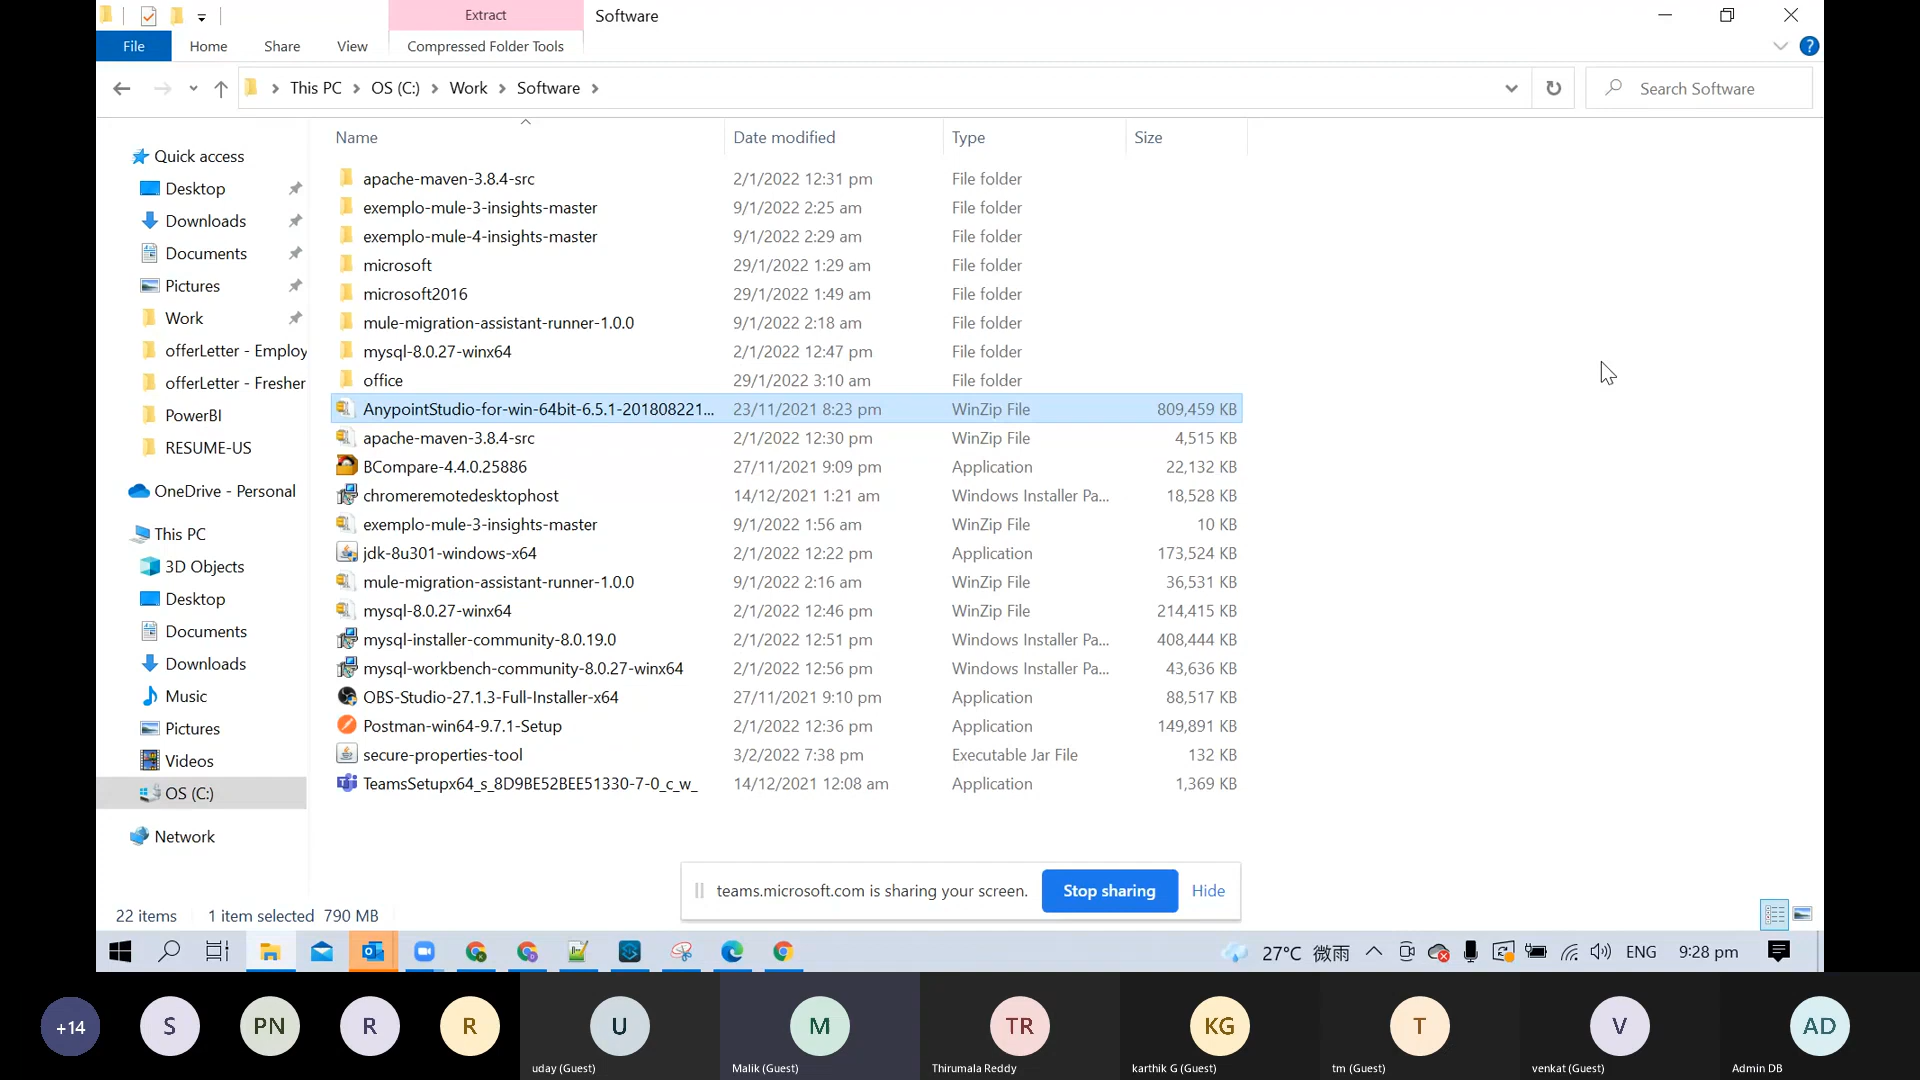 Extract
Software
File
Home
Share
View
Compressed Folder Tools
?
This PC > OS (C:) > Work > Software >
Search Software
Name
Date modified
Type
Size
Quick access
Desktop
Downloads
Documents
Pictures
Work
offerLetter - Employ
offerLetter - Fresher
PowerBI
RESUME-US
OneDrive - Personal
This PC
3D Objects
Desktop
Documents
Downloads
Music
Pictures
Videos
OS (C:)
Network
apache-maven-3.8.4-src 2/1/2022 12:31 pm File folder
exemplo-mule-3-insights-master 9/1/2022 2:25 am File folder
exemplo-mule-4-insights-master 9/1/2022 2:29 am File folder
microsoft 29/1/2022 1:29 am File folder
microsoft2016 29/1/2022 1:49 am File folder
mule-migration-assistant-runner-1.0.0 9/1/2022 2:18 am File folder
mysql-8.0.27-winx64 2/1/2022 12:47 pm File folder
office 29/1/2022 3:10 am File folder
AnypointStudio-for-win-64bit-6.5.1-201808221... 23/11/2021 8:23 pm WinZip File 809,459 KB
apache-maven-3.8.4-src 2/1/2022 12:30 pm WinZip File 4,515 KB
BCompare-4.4.0.25886 27/11/2021 9:09 pm Application 22,132 KB
chromeremotedesktophost 14/12/2021 1:21 am Windows Installer Pa... 18,528 KB
exemplo-mule-3-insights-master 9/1/2022 1:56 am WinZip File 10 KB
jdk-8u301-windows-x64 2/1/2022 12:22 pm Application 173,524 KB
mule-migration-assistant-runner-1.0.0 9/1/2022 2:16 am WinZip File 36,531 KB
mysql-8.0.27-winx64 2/1/2022 12:46 pm WinZip File 214,415 KB
mysql-installer-community-8.0.19.0 2/1/2022 12:51 pm Windows Installer Pa... 408,444 KB
mysql-workbench-community-8.0.27-winx64 2/1/2022 12:56 pm Windows Installer Pa... 43,636 KB
OBS-Studio-27.1.3-Full-Installer-x64 27/11/2021 9:10 pm Application 88,517 KB
Postman-win64-9.7.1-Setup 2/1/2022 12:36 pm Application 149,891 KB
secure-properties-tool 3/2/2022 7:38 pm Executable Jar File 132 KB
TeamsSetupx64_s_8D9BE52BEE51330-7-0_c_w_ 14/12/2021 12:08 am Application 1,369 KB
teams.microsoft.com is sharing your screen.
Stop sharing
Hide
22 items
1 item selected 790 MB
27°C 微雨
ENG
9:28 pm
+14
S
PN
R
R
U
M
TR
KG
T
V
AD
uday (Guest)
Malik (Guest)
Thirumala Reddy
karthik G (Guest)
tm (Guest)
venkat (Guest)
Admin DB